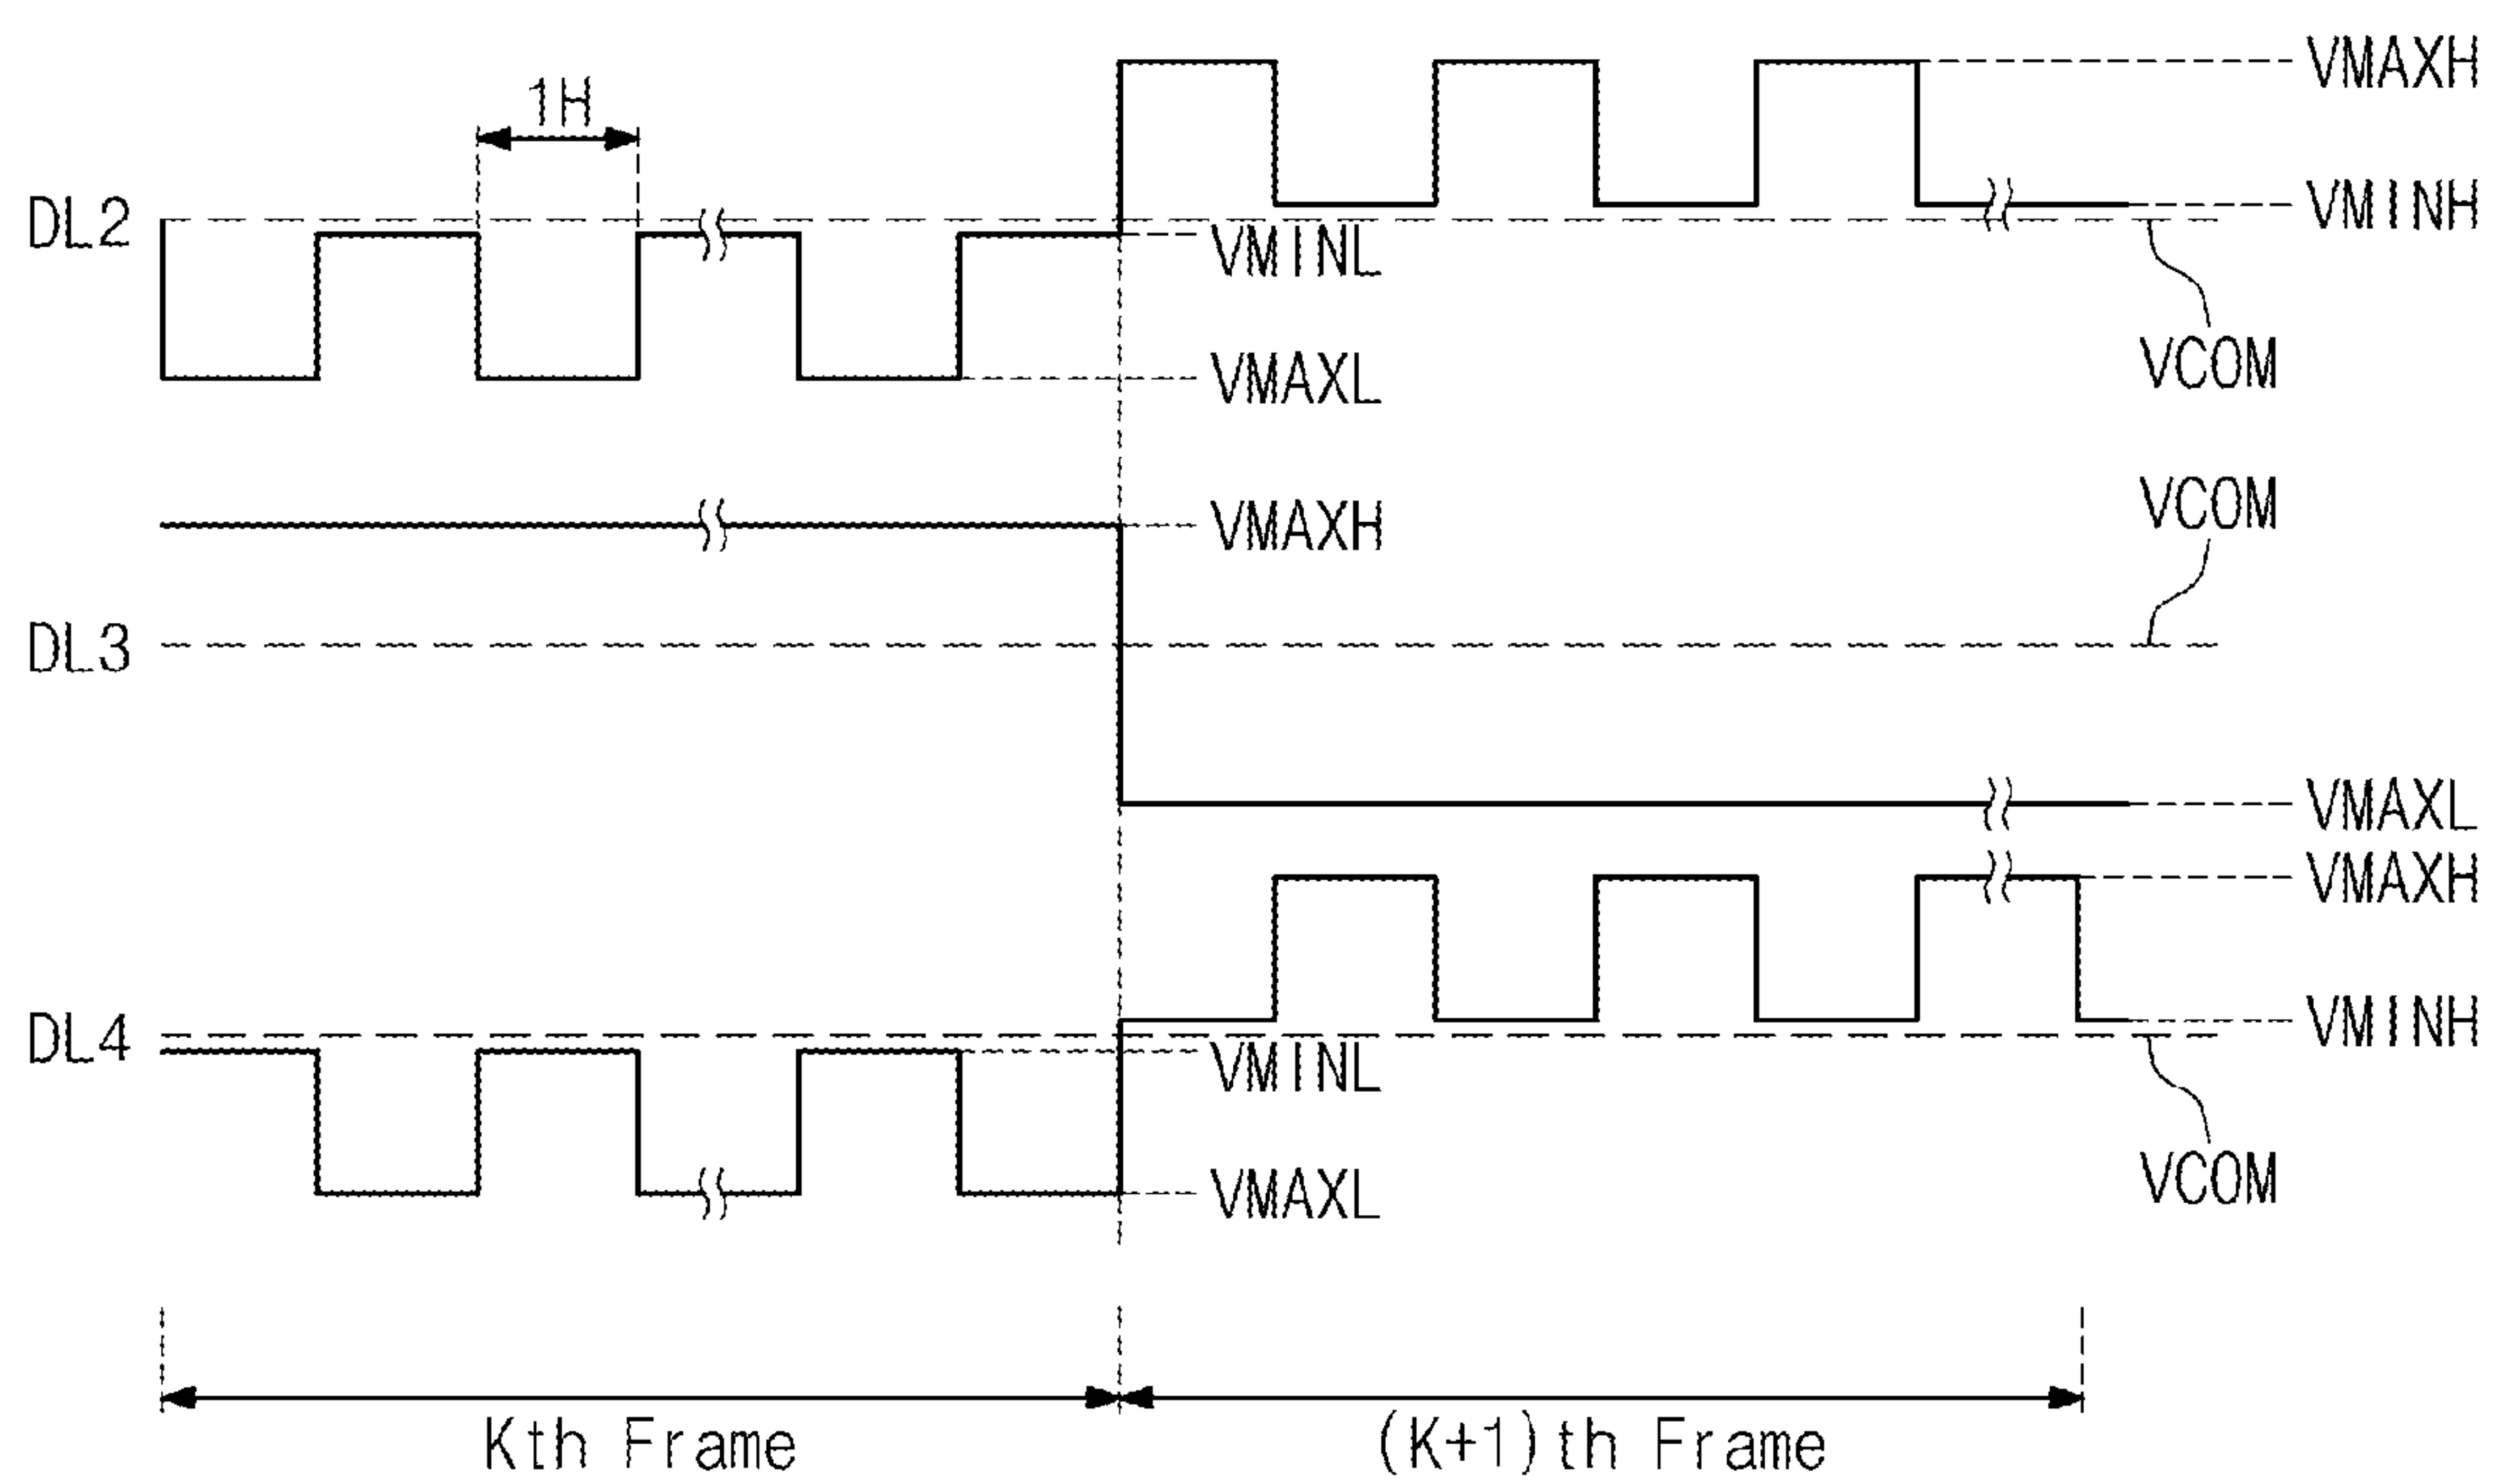 VMAXH
1H
DL2
VMINH
VMINL
VCOM
VMAXL
VCOM
VMAXH
DL3
VMAXL
VMAXH
DL4
VMINH
VMINL
VCOM
VMAXL
Kth Frame
(K+1)th Frame